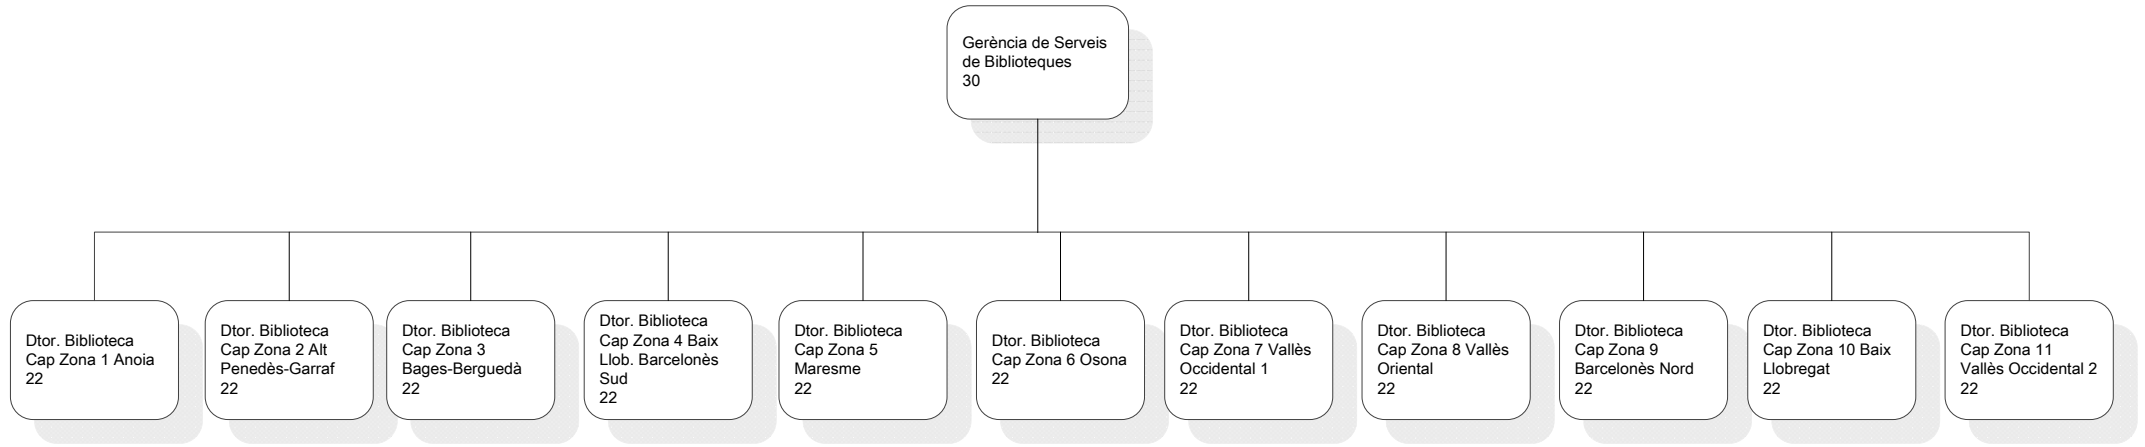 Gerència de Serveis
de Biblioteques
30
Dtor. Biblioteca
Cap Zona 1 Anoia
22
Dtor. Biblioteca
Cap Zona 2 Alt
Penedès-Garraf
22
Dtor. Biblioteca
Cap Zona 3
Bages-Berguedà
22
Dtor. Biblioteca
Cap Zona 4 Baix
Llob. Barcelonès
Sud
22
Dtor. Biblioteca
Cap Zona 5
Maresme
22
Dtor. Biblioteca
Cap Zona 6 Osona
22
Dtor. Biblioteca
Cap Zona 7 Vallès
Occidental 1
22
Dtor. Biblioteca
Cap Zona 8 Vallès
Oriental
22
Dtor. Biblioteca
Cap Zona 9
Barcelonès Nord
22
Dtor. Biblioteca
Cap Zona 10 Baix
Llobregat
22
Dtor. Biblioteca
Cap Zona 11
Vallès Occidental 2
22